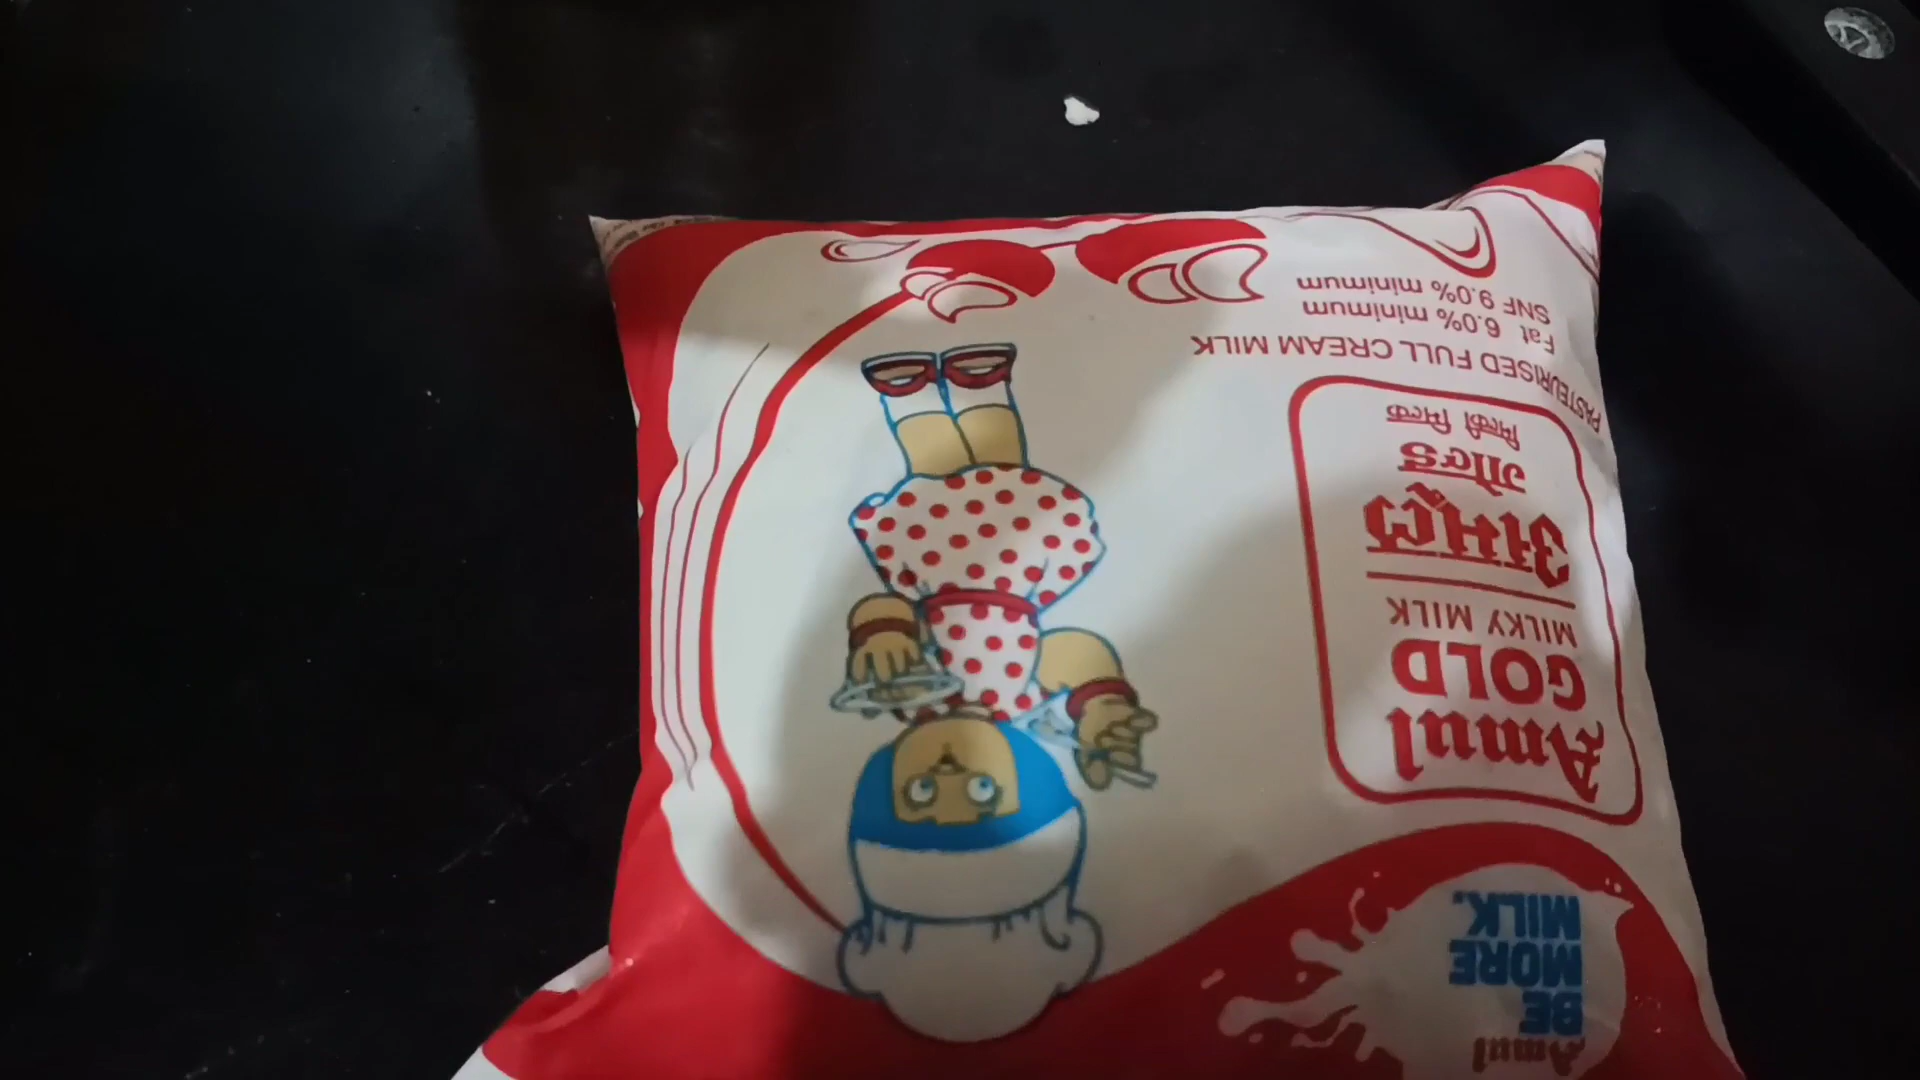 Amul
BE
MORE
MILK.
Amul
GOLD
MILKY MILK
अमूल
गोल्ड
मिल्की मिल्क
PASTEURISED FULL CREAM MILK
Fat 6.0% minimum
SNF 9.0% minimum